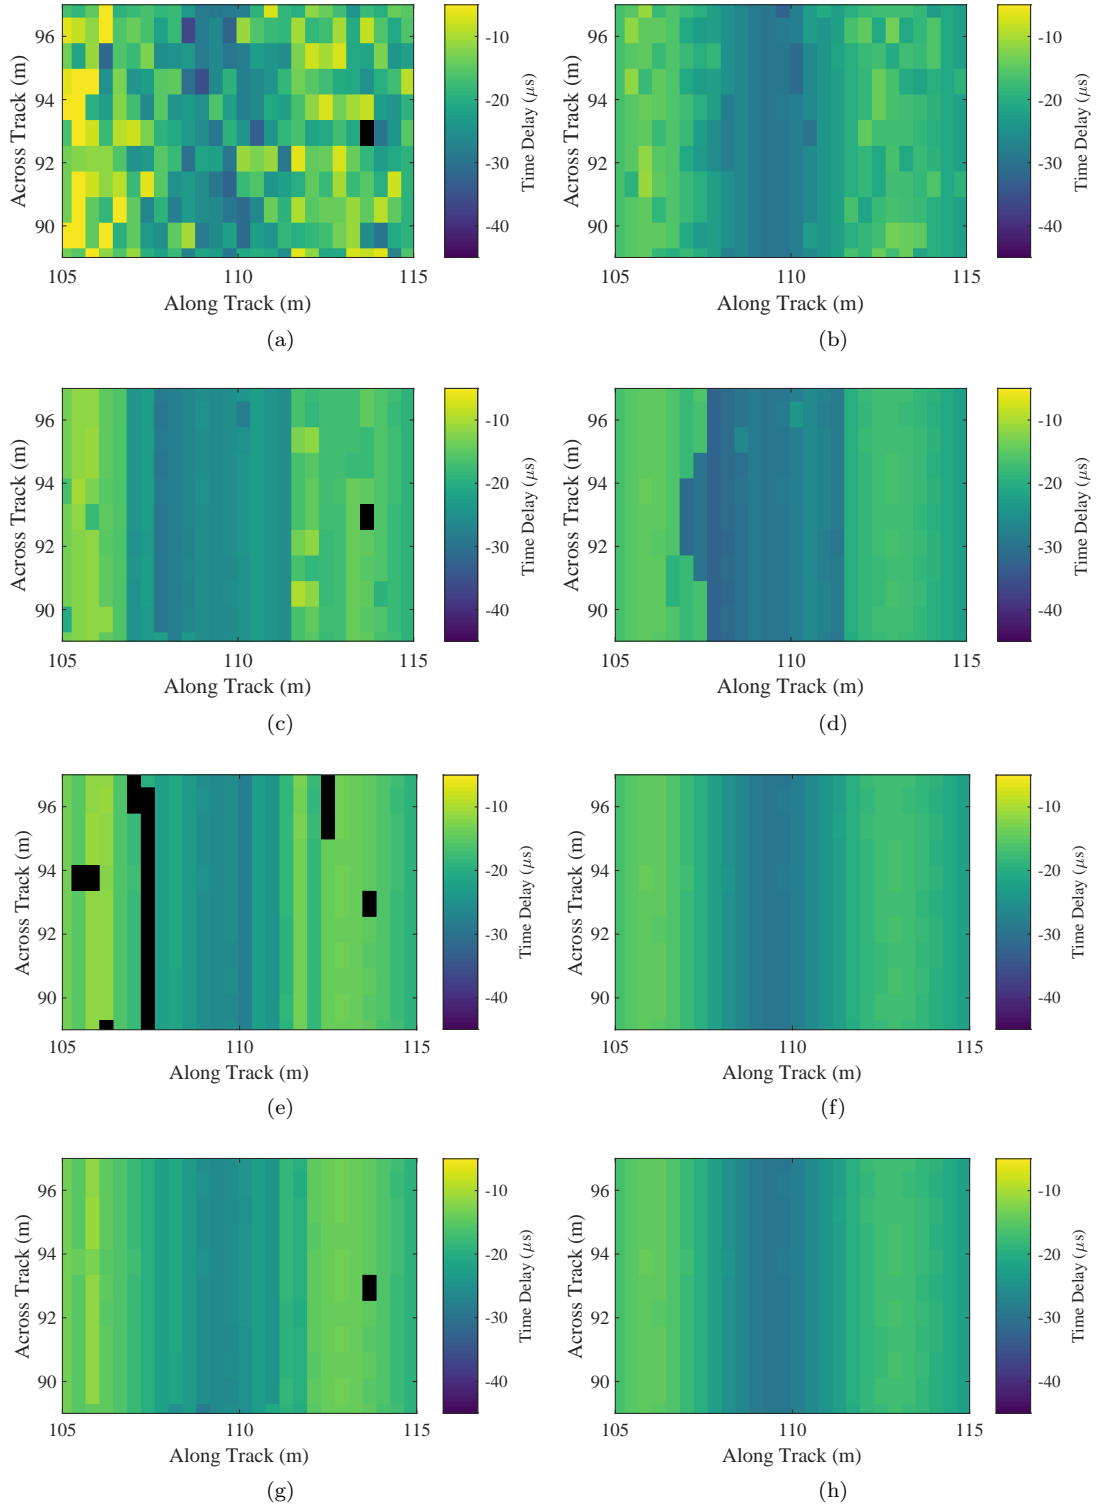 96
94
92
90
Across Track (m)
105
110
115
Along Track (m)
-10
-20
-30
-40
Time Delay (μs)
(a)
96
94
92
90
Across Track (m)
105
110
115
Along Track (m)
-10
-20
-30
-40
Time Delay (μs)
(b)
96
94
92
90
Across Track (m)
105
110
115
Along Track (m)
-10
-20
-30
-40
Time Delay (μs)
(c)
96
94
92
90
Across Track (m)
105
110
115
Along Track (m)
-10
-20
-30
-40
Time Delay (μs)
(d)
96
94
92
90
Across Track (m)
105
110
115
Along Track (m)
-10
-20
-30
-40
Time Delay (μs)
(e)
96
94
92
90
Across Track (m)
105
110
115
Along Track (m)
-10
-20
-30
-40
Time Delay (μs)
(f)
96
94
92
90
Across Track (m)
105
110
115
Along Track (m)
-10
-20
-30
-40
Time Delay (μs)
(g)
96
94
92
90
Across Track (m)
105
110
115
Along Track (m)
-10
-20
-30
-40
Time Delay (μs)
(h)